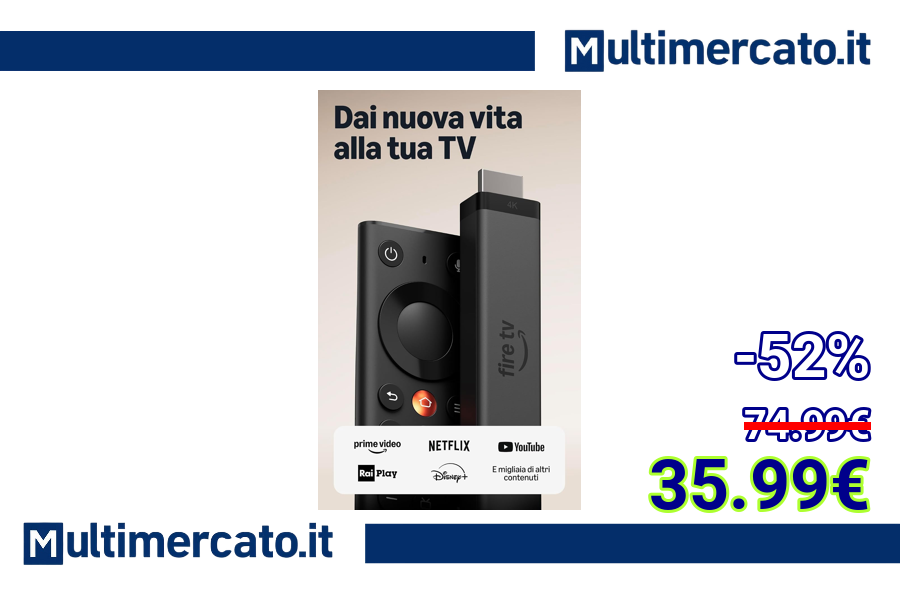 Multimercato.it
Dai nuova vita
alla tua TV
4K
fire tv
prime video
NETFLIX
YouTube
Rai Play
Disney+
E migliaia di altri
contenuti
-52%
74.99€
35.99€
Multimercato.it